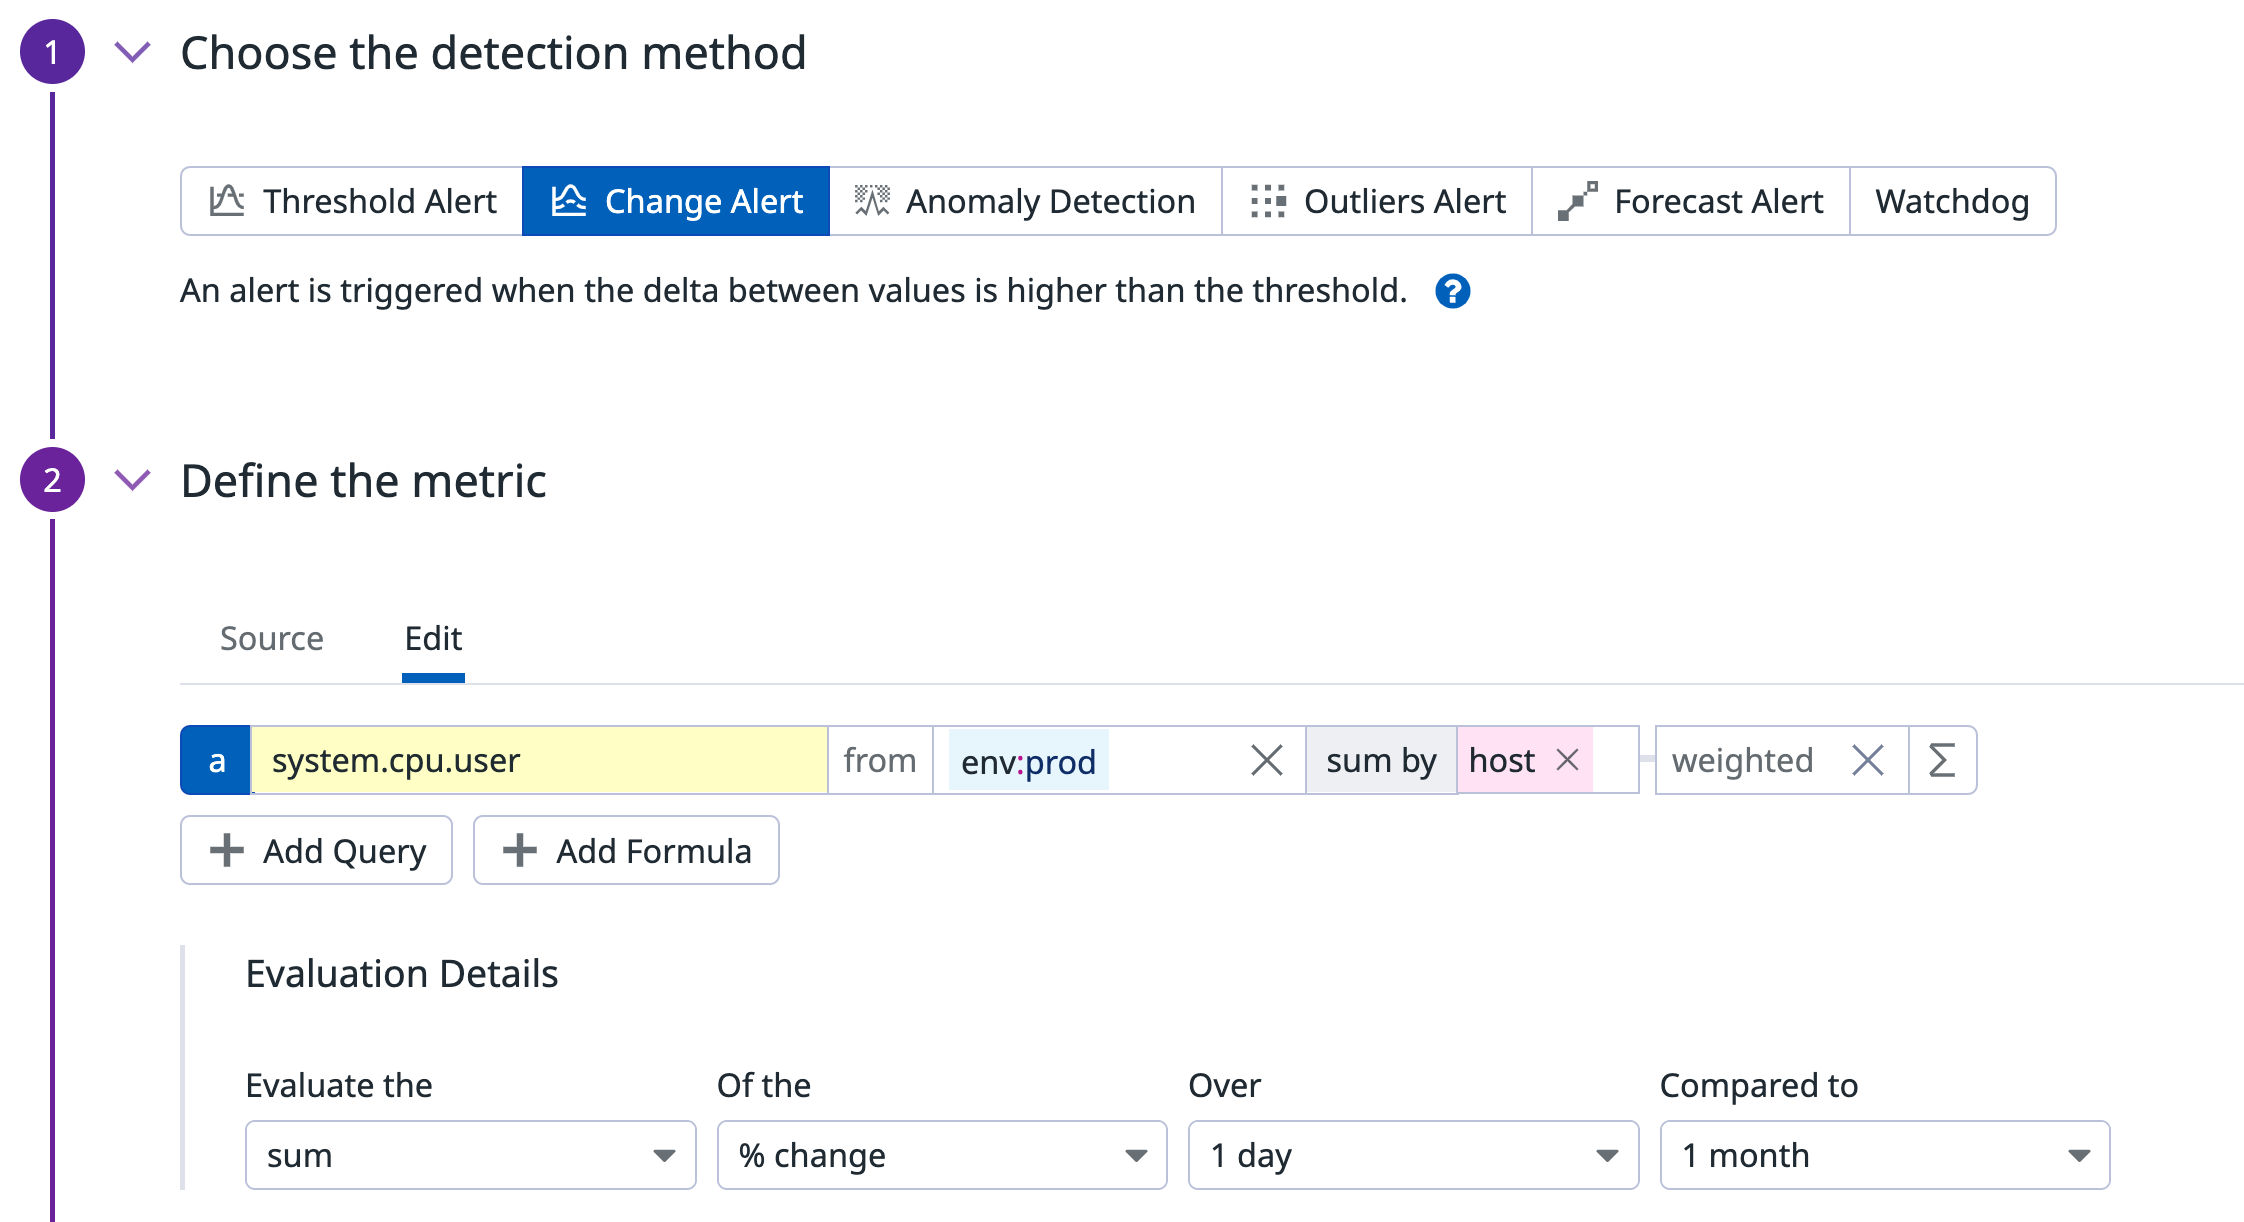 1 Choose the detection method
Threshold Alert Change Alert Anomaly Detection Outliers Alert Forecast Alert Watchdog
An alert is triggered when the delta between values is higher than the threshold. ?
2 Define the metric
Source Edit
a system.cpu.user from env:prod sum by host weighted Σ
Add Query Add Formula
Evaluation Details
Evaluate the Of the Over Compared to
sum % change 1 day 1 month